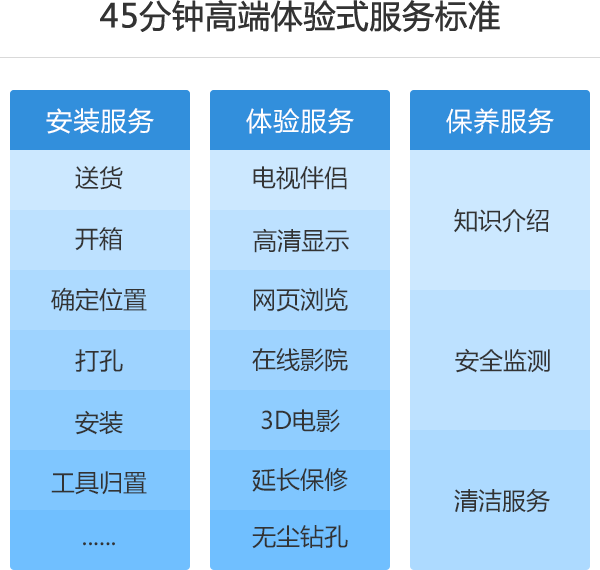 45分钟高端体验式服务标准
安装服务
送货
开箱
确定位置
打孔
安装
工具归置
......
体验服务
电视伴侣
高清显示
网页浏览
在线影院
3D电影
延长保修
无尘钻孔
保养服务
知识介绍
安全监测
清洁服务